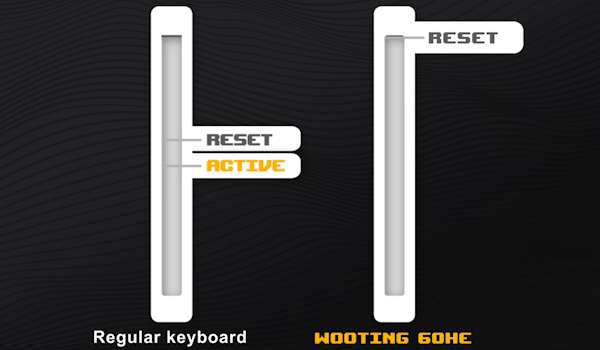 RESET
RESET
ACTIVE
Regular keyboard
WOOTING 60HE